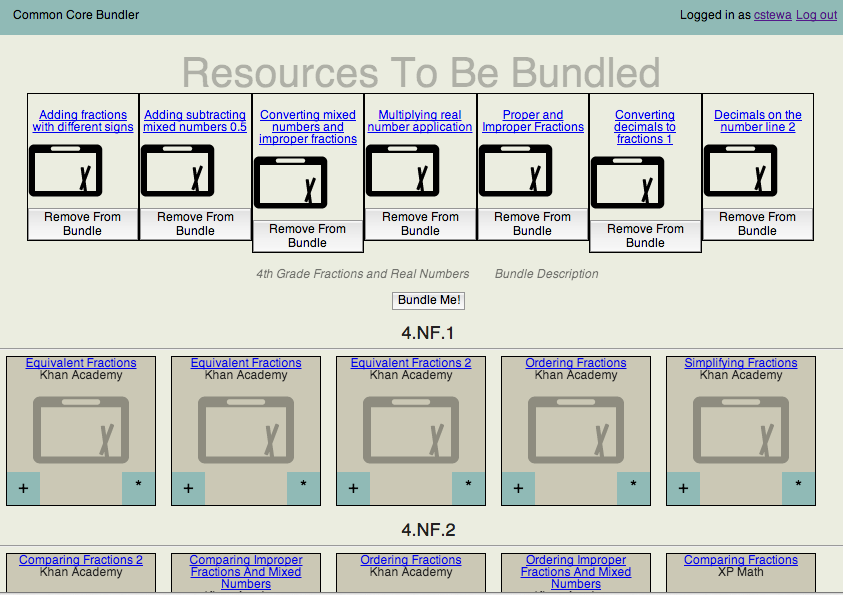 Common Core Bundler
Logged in as cstewa Log out
Resources To Be Bundled
Adding fractions
with different signs
Remove From
Bundle
Adding subtracting
mixed numbers 0.5
Remove From
Bundle
Converting mixed
numbers and
improper fractions
Remove From
Bundle
Multiplying real
number application
Remove From
Bundle
Proper and
Improper Fractions
Remove From
Bundle
Converting
decimals to
fractions 1
Remove From
Bundle
Decimals on the
number line 2
Remove From
Bundle
4th Grade Fractions and Real Numbers
Bundle Description
Bundle Me!
4.NF.1
Equivalent Fractions
Khan Academy
+ *
Equivalent Fractions
Khan Academy
+ *
Equivalent Fractions 2
Khan Academy
+ *
Ordering Fractions
Khan Academy
+ *
Simplifying Fractions
Khan Academy
+ *
4.NF.2
Comparing Fractions 2
Khan Academy
Comparing Improper
Fractions And Mixed
Numbers
Ordering Fractions
Khan Academy
Ordering Improper
Fractions And Mixed
Numbers
Comparing Fractions
XP Math